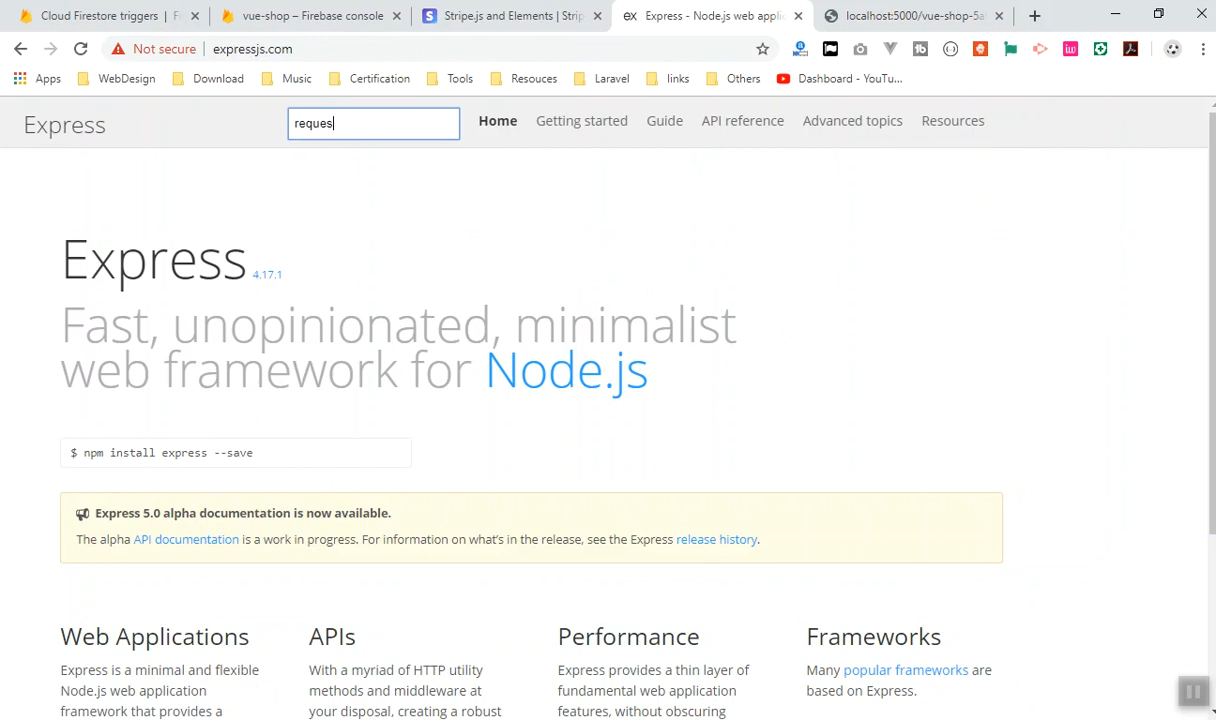 Cloud Firestore triggers | Fi
vue-shop – Firebase console
Stripe.js and Elements | Strip
ex Express - Node.js web appli
localhost:5000/vue-shop-5a
Not secure | expressjs.com
Apps WebDesign Download Music Certification Tools Resouces Laravel links Others Dashboard - YouTu...
Express reques Home Getting started Guide API reference Advanced topics Resources
Express 4.17.1
Fast, unopinionated, minimalist
web framework for Node.js
$ npm install express --save
Express 5.0 alpha documentation is now available.
The alpha API documentation is a work in progress. For information on what's in the release, see the Express release history.
Web Applications
Express is a minimal and flexible
Node.js web application
framework that provides a
APIs
With a myriad of HTTP utility
methods and middleware at
your disposal, creating a robust
Performance
Express provides a thin layer of
fundamental web application
features, without obscuring
Frameworks
Many popular frameworks are
based on Express.